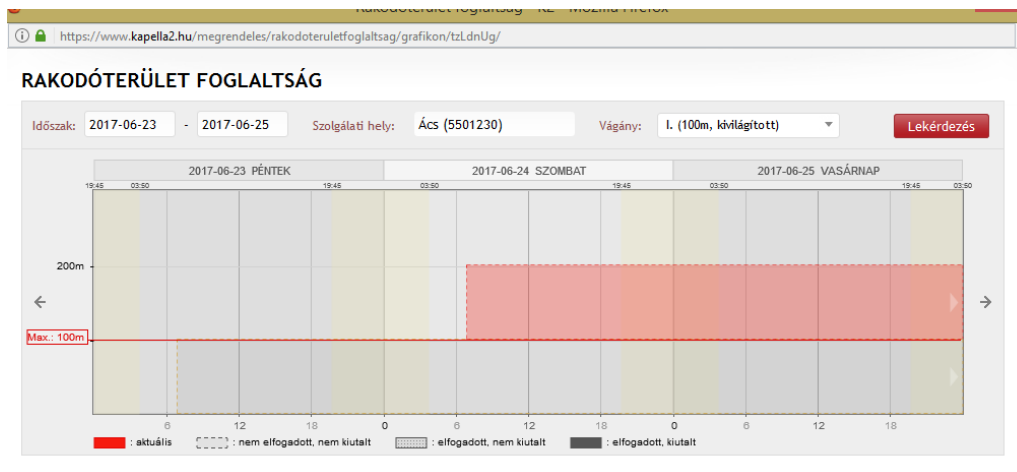 Rakodóterület foglaltság - KZ - Mozilla Firefox
https://www.kapella2.hu/megrendeles/rakodoteruletfoglaltsag/grafikon/tzLdnUg/
RAKODÓTERÜLET FOGLALTSÁG
Időszak: 2017-06-23 - 2017-06-25 Szolgálati hely: Ács (5501230) Vágány: I. (100m, kivilágított) Lekérdezés
2017-06-23 PÉNTEK 2017-06-24 SZOMBAT 2017-06-25 VASÁRNAP
19:45 03:50 19:45 03:50 19:45 03:50 19:45 03:50
200m
Max.: 100m
6 12 18 0 6 12 18 0 6 12 18
: aktuális : nem elfogadott, nem kiutalt : elfogadott, nem kiutalt : elfogadott, kiutalt